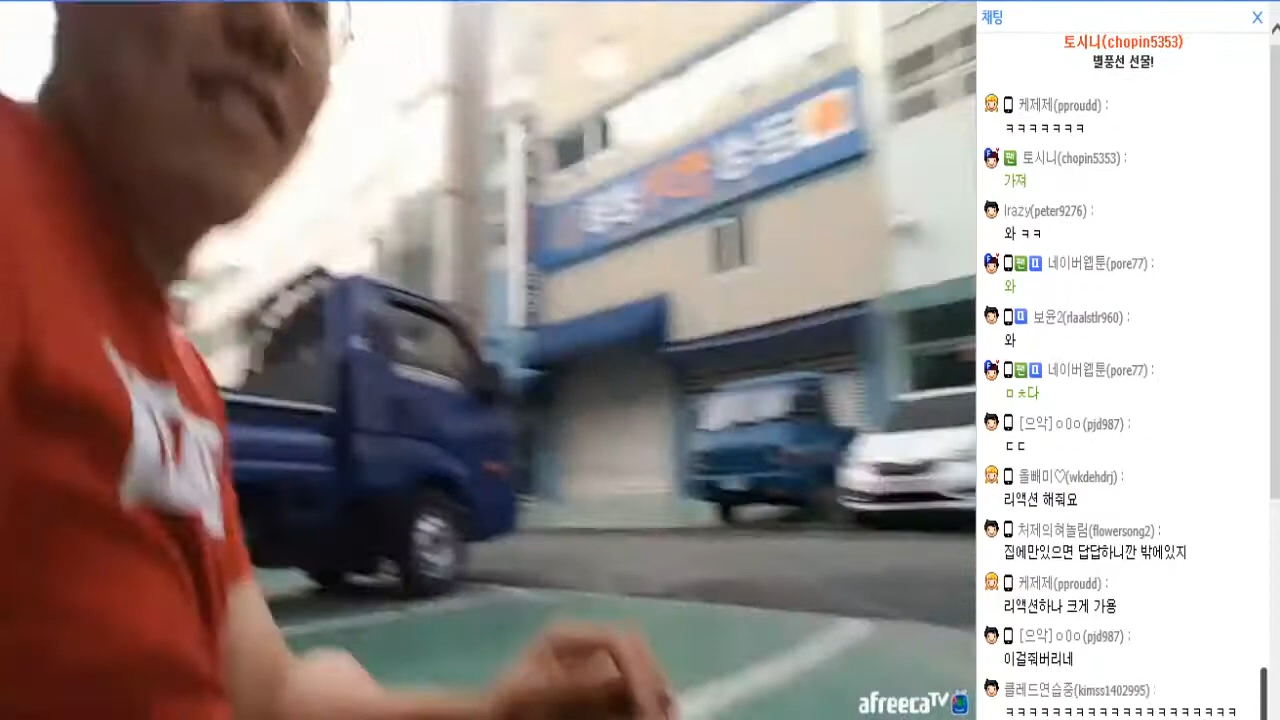 채팅
토시니(chopin5353)
별풍선 선물!
케제제(pproudd) :
ㅋㅋㅋㅋㅋㅋㅋ
팬 토시니(chopin5353) :
가져
lrazy(peter9276) :
와 ㅋㅋ
팬 네이버웹툰(pore77) :
와
보윤2(rlaalstlr960) :
와
팬 네이버웹툰(pore77) :
ㅁㅊ다
[으악]ㅇ0ㅇ(pjd987) :
ㄷㄷ
올빼미♡(wkdehdrj) :
리액션 해줘요
처제의혀놀림(flowersong2) :
집에만있으면 답답하니깐 밖에있지
케제제(pproudd) :
리액션하나 크게 가용
[으악]ㅇ0ㅇ(pjd987) :
이걸줘버리네
클레드연습중(kimss1402995) :
ㅋㅋㅋㅋㅋㅋㅋㅋㅋㅋㅋㅋㅋㅋㅋㅋㅋㅋ
afreecaTV